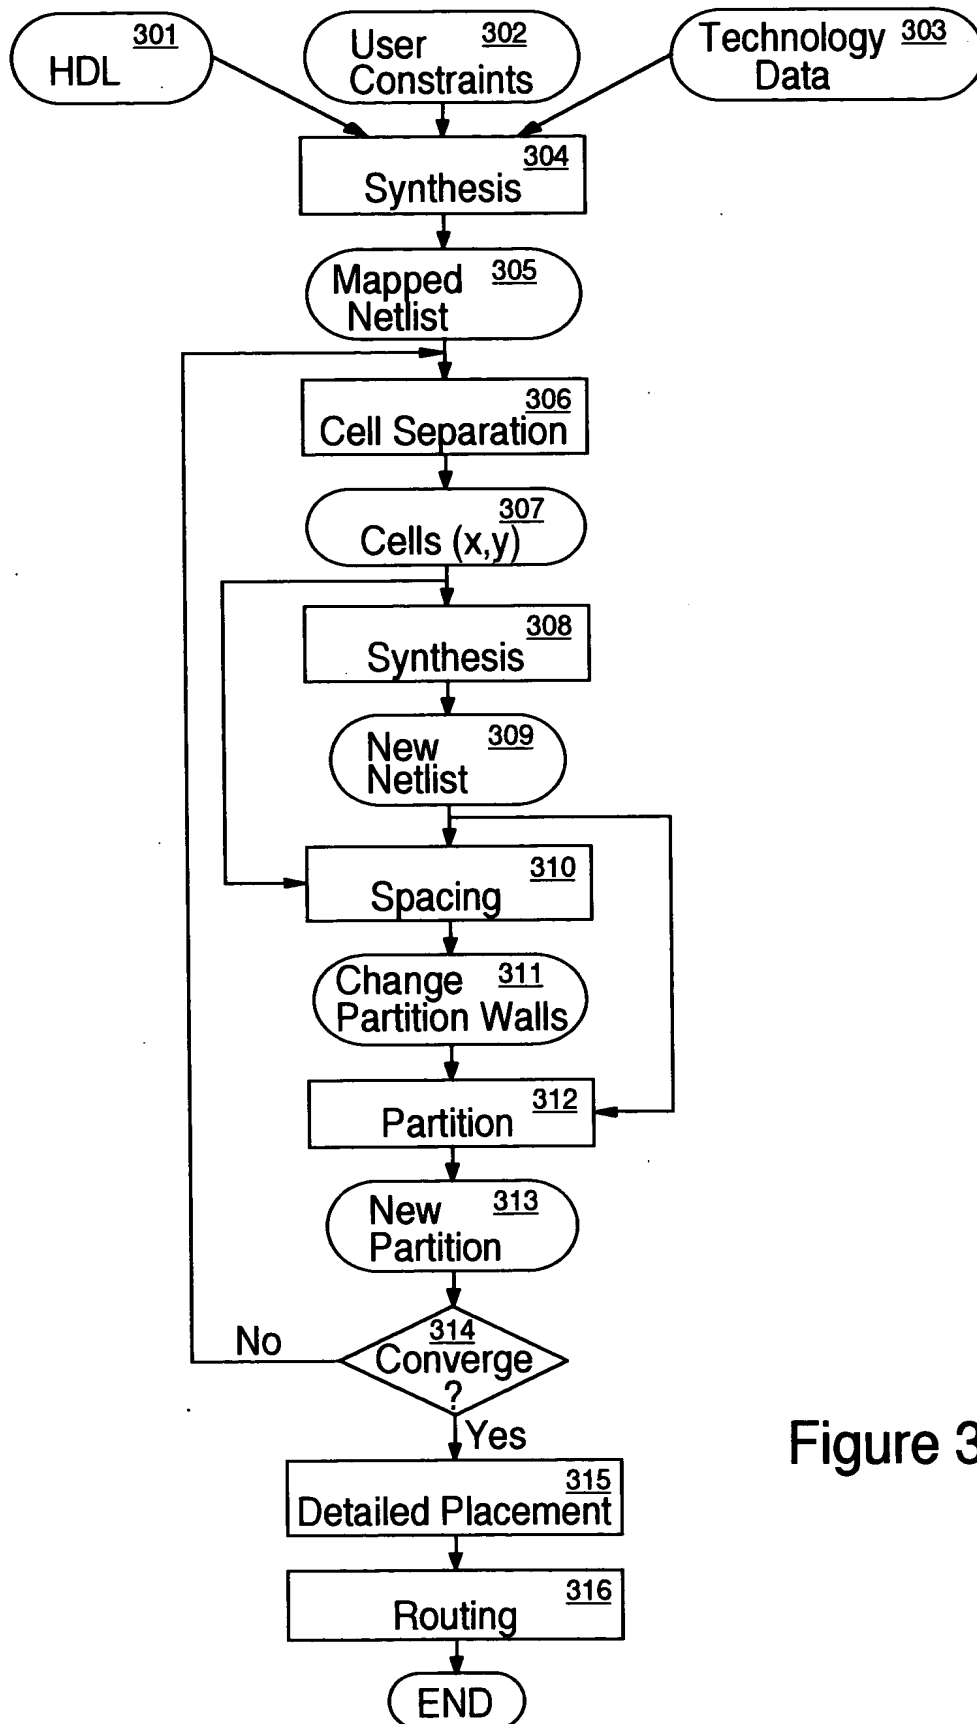 301
HDL
302
User
Constraints
Technology 303
Data
304
Synthesis
Mapped 305
Netlist
306
Cell Separation
307
Cells (x,y)
308
Synthesis
New 309
Netlist
310
Spacing
Change 311
Partition Walls
312
Partition
New 313
Partition
314
Converge
?
No
Yes
Figure 3
315
Detailed Placement
316
Routing
END